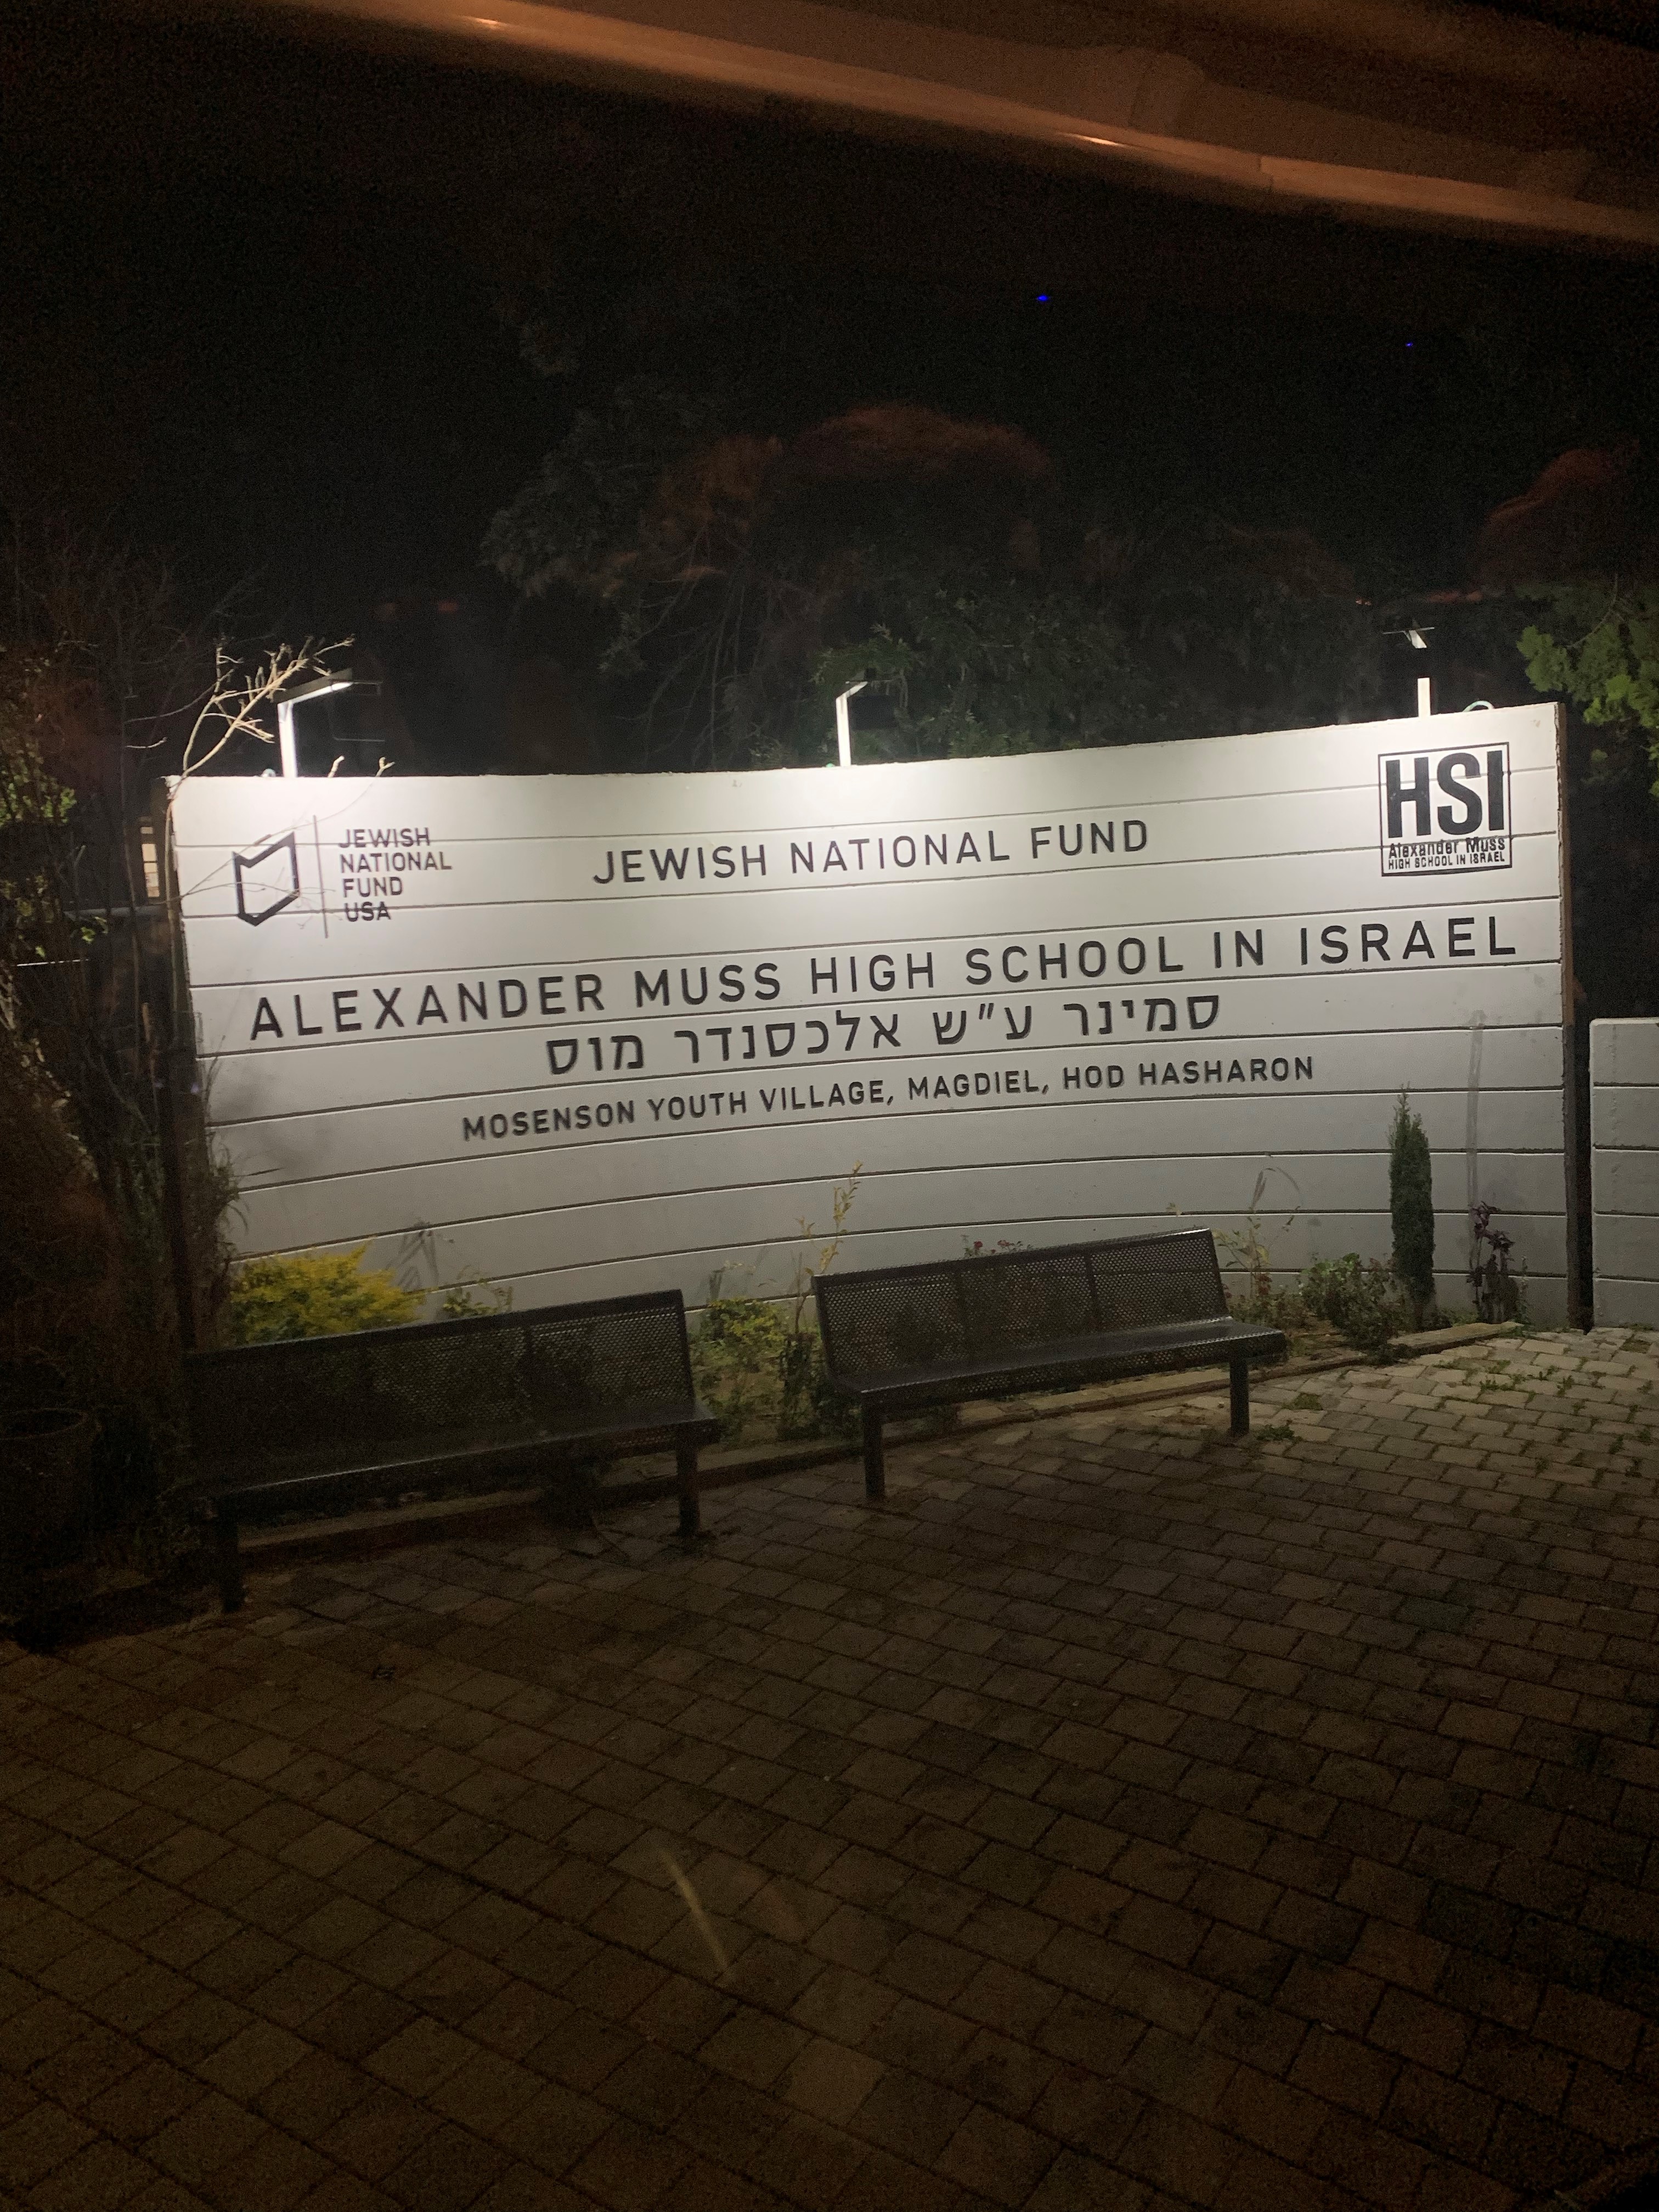 JEWISH
NATIONAL
FUND
USA
JEWISH NATIONAL FUND
HSI
Alexander Muss
HIGH SCHOOL IN ISRAEL
ALEXANDER MUSS HIGH SCHOOL IN ISRAEL
סמינר ע"ש אלכסנדר מוס
MOSENSON YOUTH VILLAGE, MAGDIEL, HOD HASHARON